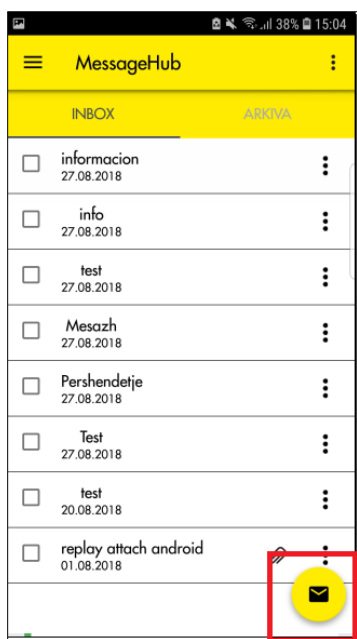 38% 15:04
MessageHub
INBOX ARKIVA
informacion
27.08.2018
info
27.08.2018
test
27.08.2018
Mesazh
27.08.2018
Pershendetje
27.08.2018
Test
27.08.2018
test
20.08.2018
replay attach android
01.08.2018